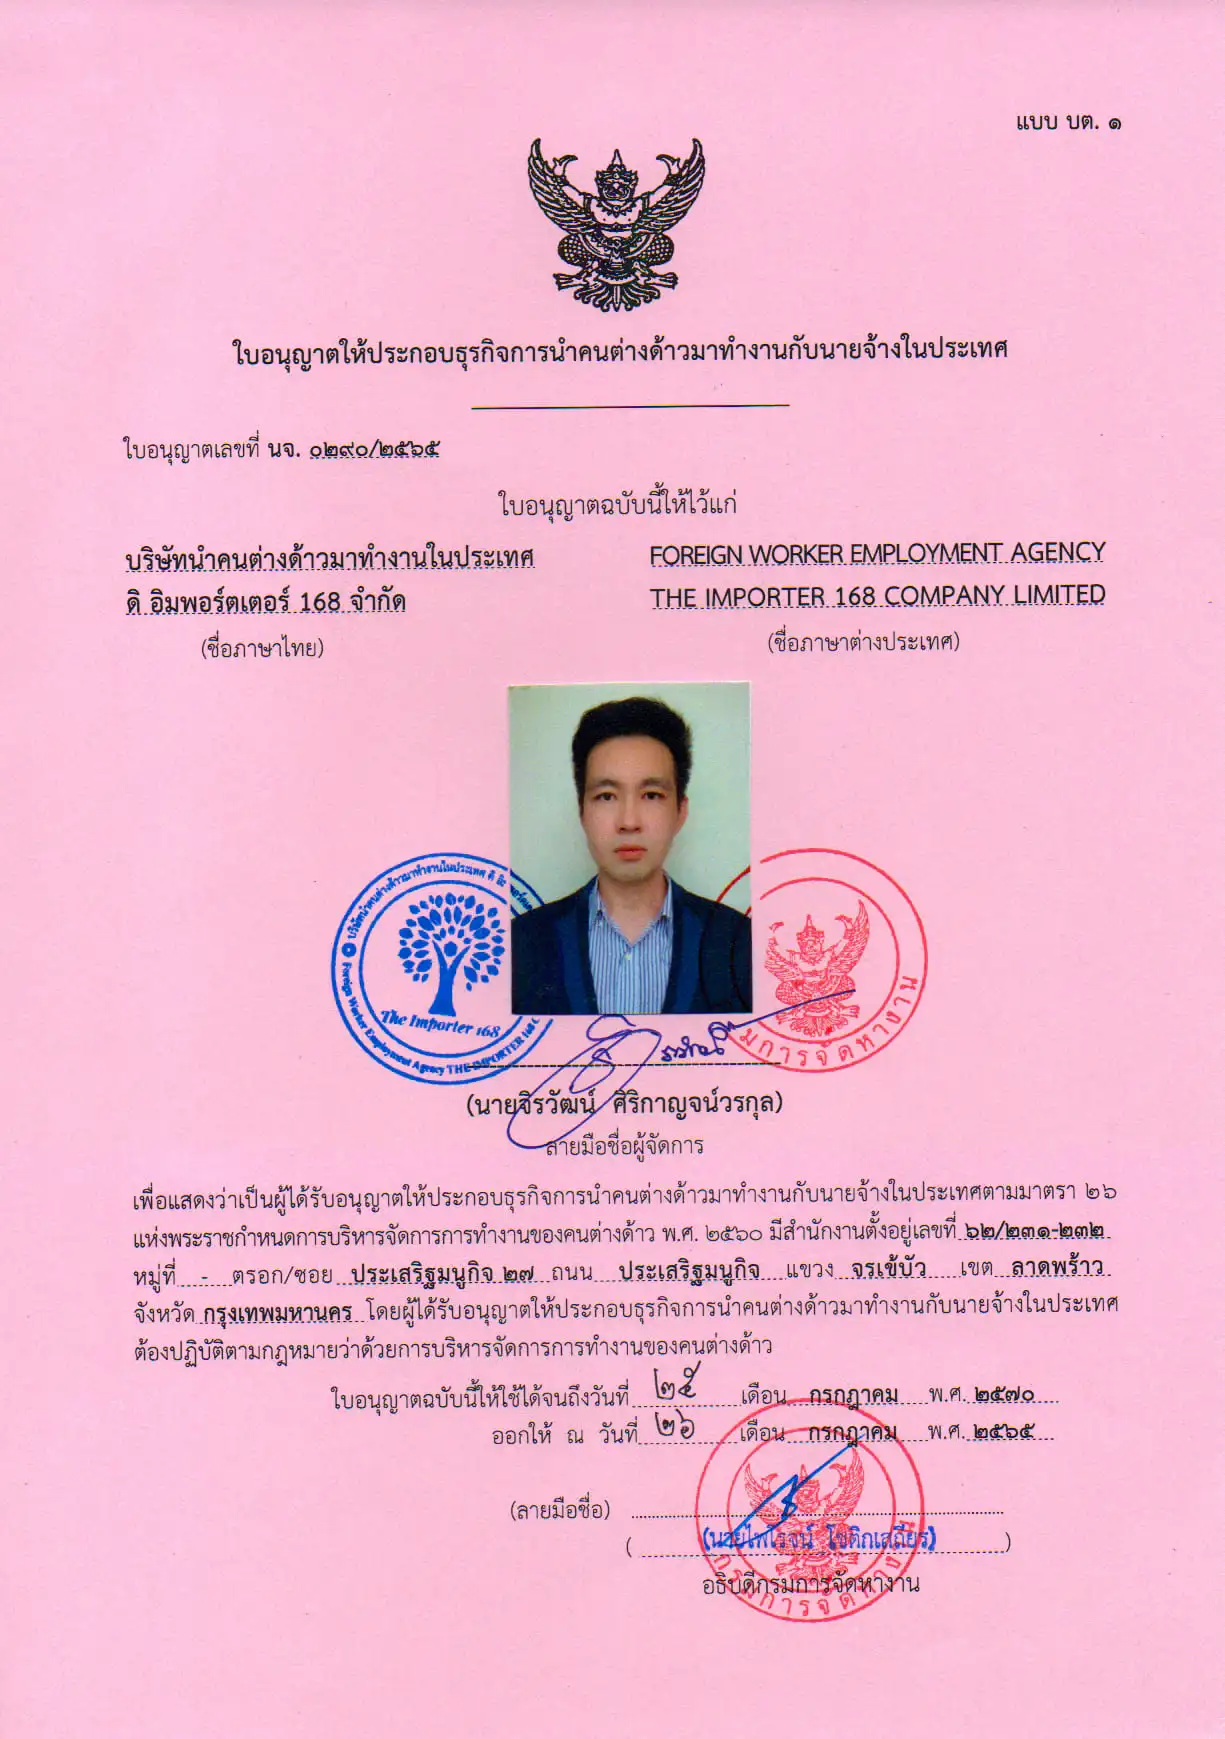 แบบ บต. ๑
ใบอนุญาตให้ประกอบธุรกิจการนำคนต่างด้าวมาทำงานกับนายจ้างในประเทศ
ใบอนุญาตเลขที่ นจ. ๐๒๙๐/๒๕๖๕
ใบอนุญาตฉบับนี้ให้ไว้แก่
บริษัทนำคนต่างด้าวมาทำงานในประเทศ
ดิ อิมพอร์ตเตอร์ 168 จำกัด
(ชื่อภาษาไทย)
FOREIGN WORKER EMPLOYMENT AGENCY
THE IMPORTER 168 COMPANY LIMITED
(ชื่อภาษาต่างประเทศ)
บริษัทนำคนต่างด้าวมาทำงานในประเทศ ดิ
Foreign Worker Employment Agency THE IMPORTER 168
The Importer 168
มการจัดหางาน
(นายจิรวัฒน์ ศิริกาญจน์วรกุล)
ลายมือชื่อผู้จัดการ
เพื่อแสดงว่าเป็นผู้ได้รับอนุญาตให้ประกอบธุรกิจการนำคนต่างด้าวมาทำงานกับนายจ้างในประเทศตามมาตรา ๒๖
แห่งพระราชกำหนดการบริหารจัดการการทำงานของคนต่างด้าว พ.ศ. ๒๕๖๐ มีสำนักงานตั้งอยู่เลขที่ ๖๒/๒๓๑-๒๓๒
หมู่ที่ - ตรอก/ซอย ประเสริฐมนูกิจ ๒๗ ถนน ประเสริฐมนูกิจ แขวง จรเข้บัว เขต ลาดพร้าว
จังหวัด กรุงเทพมหานคร โดยผู้ได้รับอนุญาตให้ประกอบธุรกิจการนำคนต่างด้าวมาทำงานกับนายจ้างในประเทศ
ต้องปฏิบัติตามกฎหมายว่าด้วยการบริหารจัดการการทำงานของคนต่างด้าว
ใบอนุญาตฉบับนี้ให้ใช้ได้จนถึงวันที่ ๒๕ เดือน กรกฎาคม พ.ศ. ๒๕๗๐
ออกให้ ณ วันที่ ๒๖ เดือน กรกฎาคม พ.ศ. ๒๕๖๕
(ลายมือชื่อ)
(นายไพโรจน์ โชติกเสถียร)
อธิบดีกรมการจัดหางาน
กรมการจัดหางาน